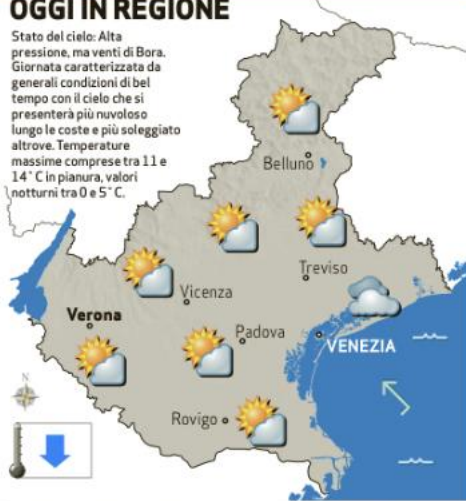 OGGI IN REGIONE
Stato del cielo: Alta
pressione, ma venti di Bora.
Giornata caratterizzata da
generali condizioni di bel
tempo con il cielo che si
presenterà più nuvoloso
lungo le coste e più soleggiato
altrove. Temperature
massime comprese tra 11 e
14°C in pianura, valori
notturni tra 0 e 5°C.
Belluno
Treviso
Vicenza
Verona
Padova
VENEZIA
Rovigo
N